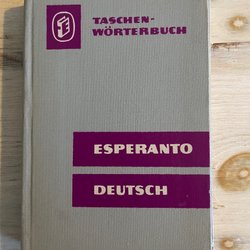 TASCHEN-
WÖRTERBUCH
ESPERANTO
DEUTSCH